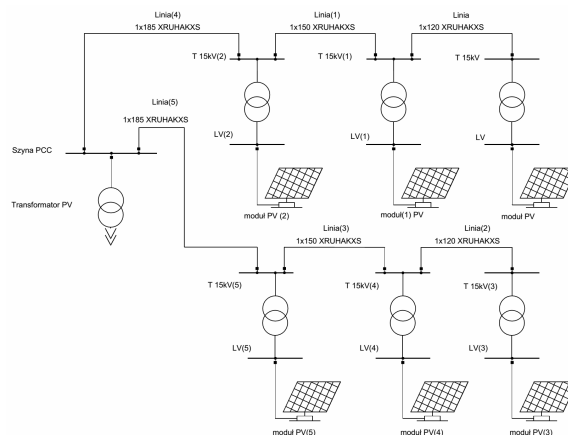 Linia(4)
1x185 XRUHAKXS
Linia(1)
1x150 XRUHAKXS
Linia
1x120 XRUHAKXS
T 15kV(2)
T 15kV(1)
T 15kV
Linia(5)
1x185 XRUHAKXS
LV(2)
LV(1)
LV
Szyna PCC
Transformator PV
moduł PV (2)
moduł(1) PV
moduł PV
Linia(3)
1x150 XRUHAKXS
Linia(2)
1x120 XRUHAKXS
T 15kV(5)
T 15kV(4)
T 15kV(3)
LV(5)
LV(4)
LV(3)
moduł PV(5)
moduł PV(4)
moduł PV(3)